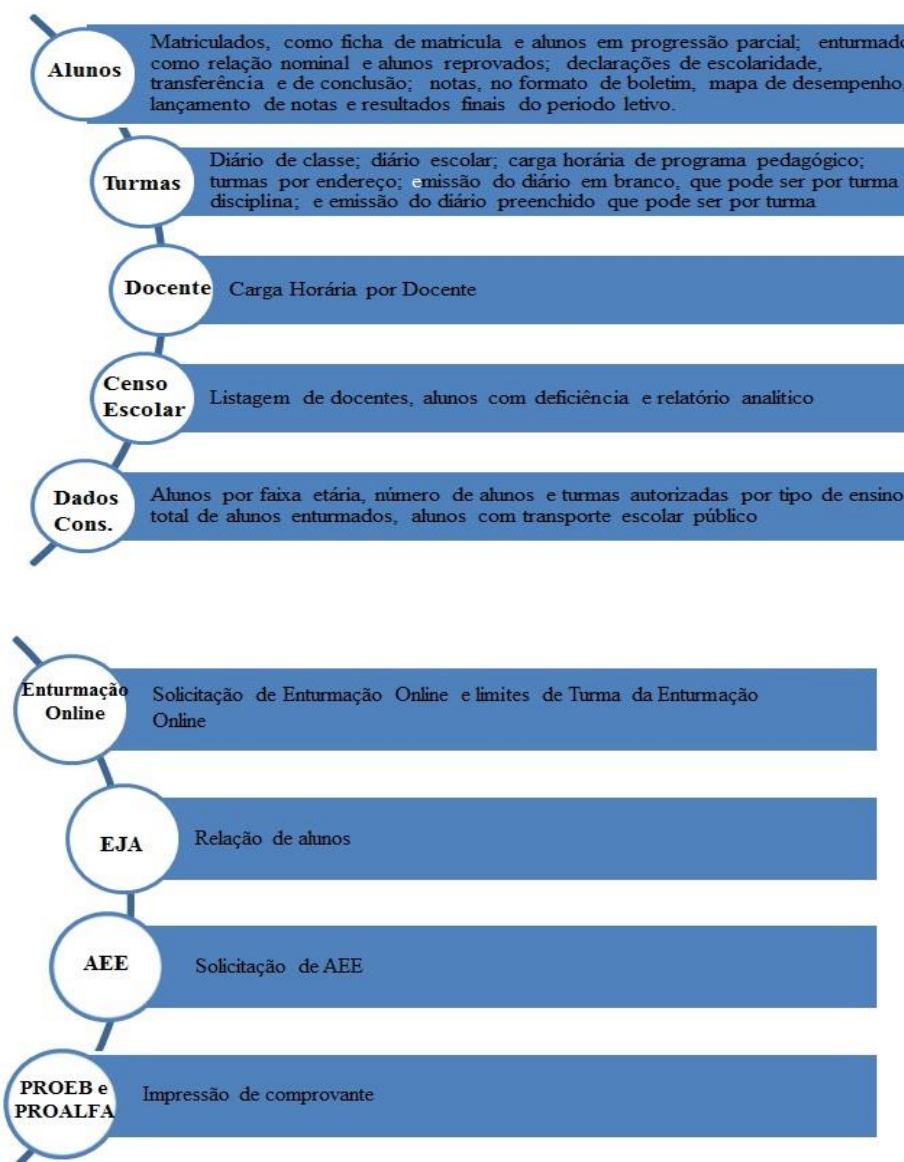 Alunos
Matriculados, como ficha de matrícula e alunos em progressão parcial; enturmado
como relação nominal e alunos reprovados; declarações de escolaridade,
transferência e de conclusão; notas, no formato de boletim, mapa de desempenho,
lançamento de notas e resultados finais do periodo letivo.
Turmas
Diário de classe; diário escolar; carga horária de programa pedagógico;
turmas por endereço; emissão do diário em branco, que pode ser por turma
disciplina; e emissão do diário preenchido que pode ser por turma
Docente
Carga Horária por Docente
Censo
Escolar
Listagem de docentes, alunos com deficiência e relatório analítico
Dados
Cons.
Alunos por faixa etária, número de alunos e turmas autorizadas por tipo de ensino
total de alunos enturmados, alunos com transporte escolar público
Enturmação
Online
Solicitação de Enturmação Online e limites de Turma da Enturmação
Online
EJA
Relação de alunos
AEE
Solicitação de AEE
PROEB e
PROALFA
Impressão de comprovante